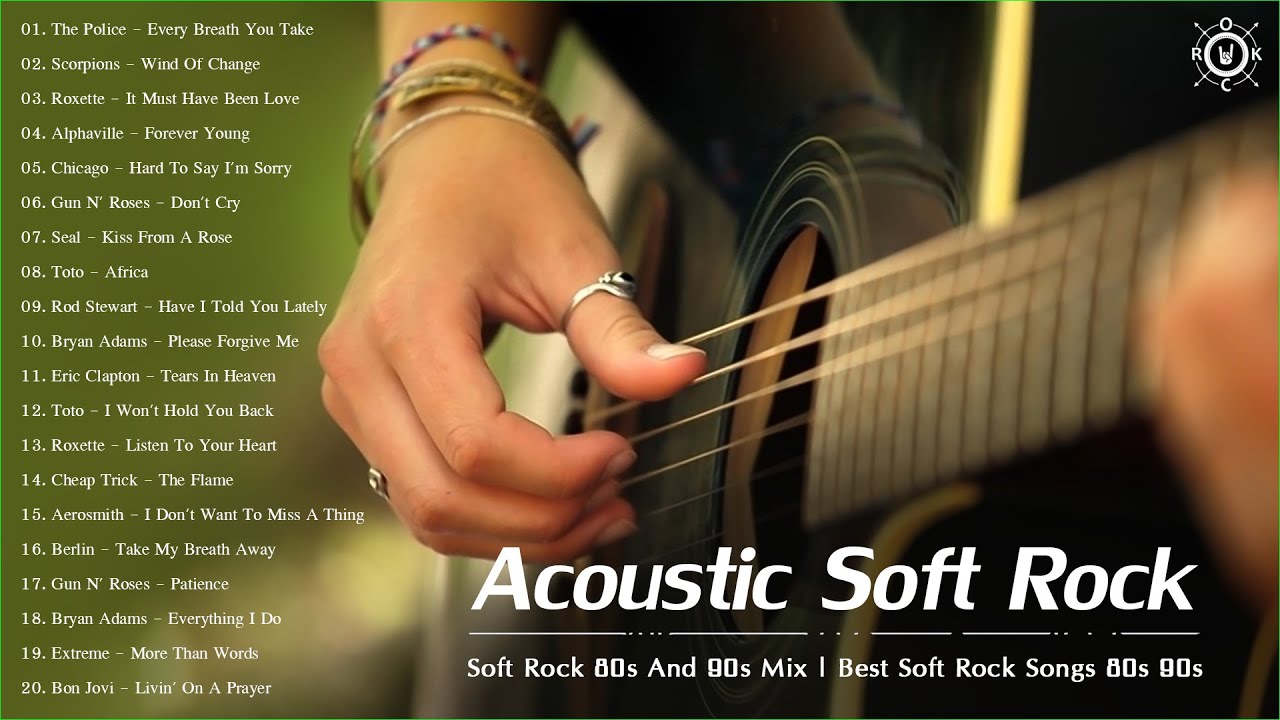 01. The Police – Every Breath You Take
02. Scorpions – Wind Of Change
03. Roxette – It Must Have Been Love
04. Alphaville – Forever Young
05. Chicago – Hard To Say I'm Sorry
06. Gun N' Roses – Don't Cry
07. Seal – Kiss From A Rose
08. Toto – Africa
09. Rod Stewart – Have I Told You Lately
10. Bryan Adams – Please Forgive Me
11. Eric Clapton – Tears In Heaven
12. Toto – I Won't Hold You Back
13. Roxette – Listen To Your Heart
14. Cheap Trick – The Flame
15. Aerosmith – I Don't Want To Miss A Thing
16. Berlin – Take My Breath Away
17. Gun N' Roses – Patience
18. Bryan Adams – Everything I Do
19. Extreme – More Than Words
20. Bon Jovi – Livin' On A Prayer
ROCK
Acoustic Soft Rock
Soft Rock 80s And 90s Mix | Best Soft Rock Songs 80s 90s